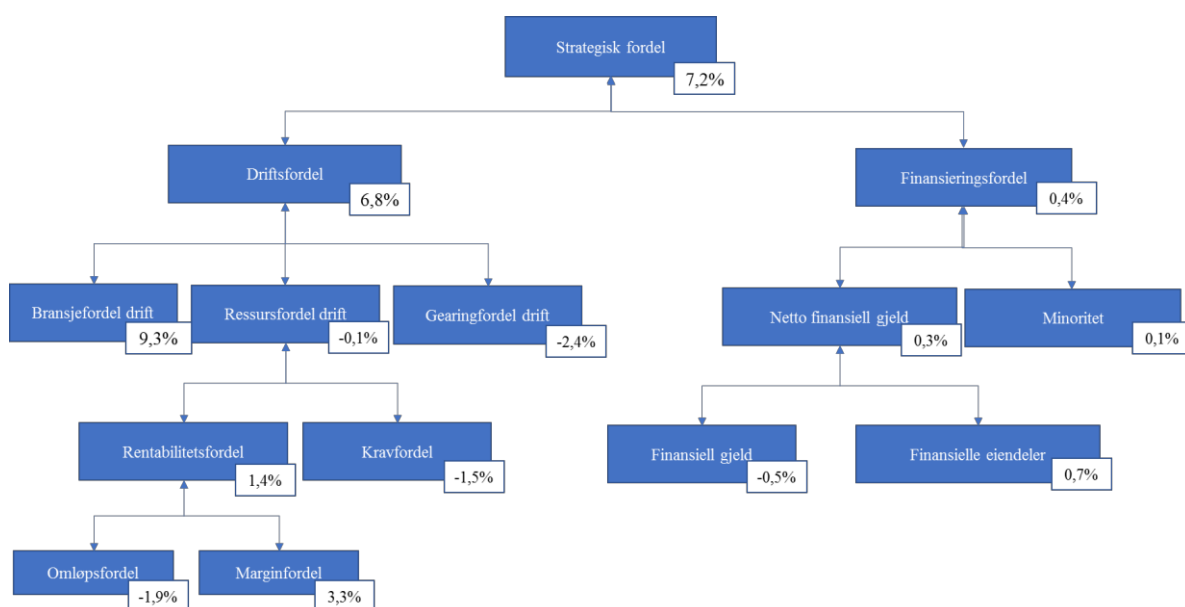 Strategisk fordel
7,2%
Driftsfordel
6,8%
Finansieringsfordel
0,4%
Bransjefordel drift
9,3%
Ressursfordel drift
-0,1%
Gearingfordel drift
-2,4%
Netto finansiell gjeld
0,3%
Minoritet
0,1%
Rentabilitetsfordel
1,4%
Kravfordel
-1,5%
Finansiell gjeld
-0,5%
Finansielle eiendeler
0,7%
Omløpsfordel
-1,9%
Marginfordel
3,3%